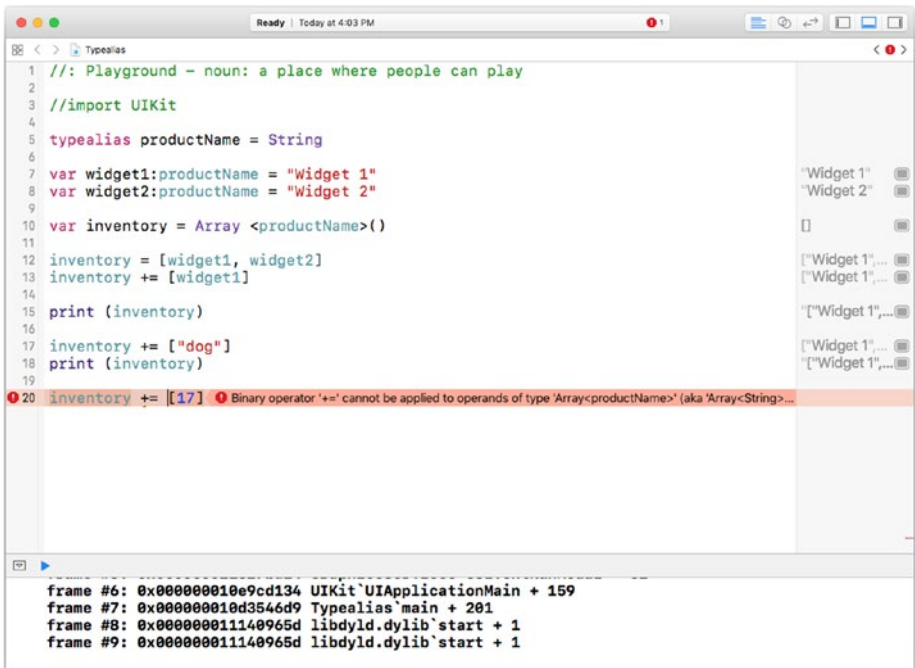 Ready | Today at 4:03 PM
1
Typealias
1 //: Playground - noun: a place where people can play
2
3 //import UIKit
4
5 typealias productName = String
6
7 var widget1:productName = "Widget 1" "Widget 1"
8 var widget2:productName = "Widget 2" "Widget 2"
9
10 var inventory = Array <productName>() []
11
12 inventory = [widget1, widget2] ["Widget 1",...
13 inventory += [widget1] ["Widget 1",...
14
15 print (inventory) "["Widget 1",...
16
17 inventory += ["dog"] ["Widget 1",...
18 print (inventory) "["Widget 1",...
19
20 inventory += [17] Binary operator '+=' cannot be applied to operands of type 'Array<productName>' (aka 'Array<String>...
frame #6: 0x000000010e9cd134 UIKit`UIApplicationMain + 159
frame #7: 0x000000010d3546d9 Typealias`main + 201
frame #8: 0x000000011140965d libdyld.dylib`start + 1
frame #9: 0x000000011140965d libdyld.dylib`start + 1